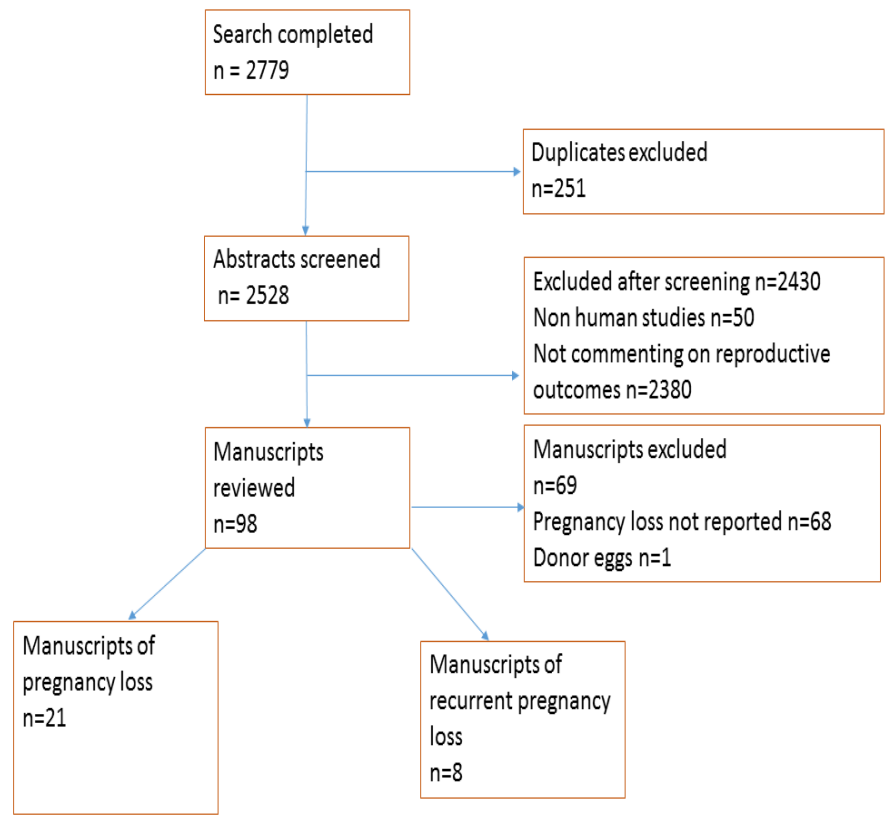 Search completed
n = 2779
Duplicates excluded
n=251
Abstracts screened
n= 2528
Excluded after screening n=2430
Non human studies n=50
Not commenting on reproductive
outcomes n=2380
Manuscripts
reviewed
n=98
Manuscripts excluded
n=69
Pregnancy loss not reported n=68
Donor eggs n=1
Manuscripts of
pregnancy loss
n=21
Manuscripts of
recurrent pregnancy
loss
n=8